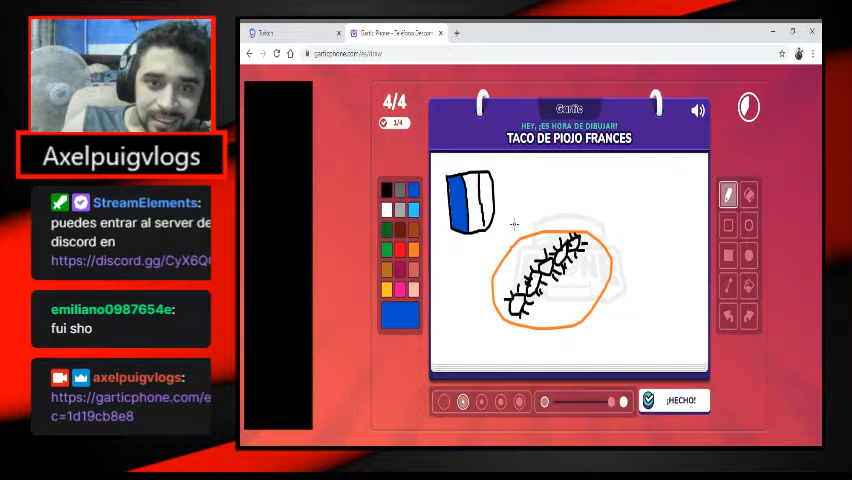 Twitch
Gartic Phone - Teléfono Descom
garticphone.com/es/draw
Axelpuigvlogs
StreamElements:
puedes entrar al server de
discord en
https://discord.gg/CyX6Q
emiliano0987654e:
fui sho
axelpuigvlogs:
https://garticphone.com/e
c=1d19cb8e8
4/4
1/4
Gartic
HEY, ¡ES HORA DE DIBUJAR!
TACO DE PIOJO FRANCES
¡HECHO!